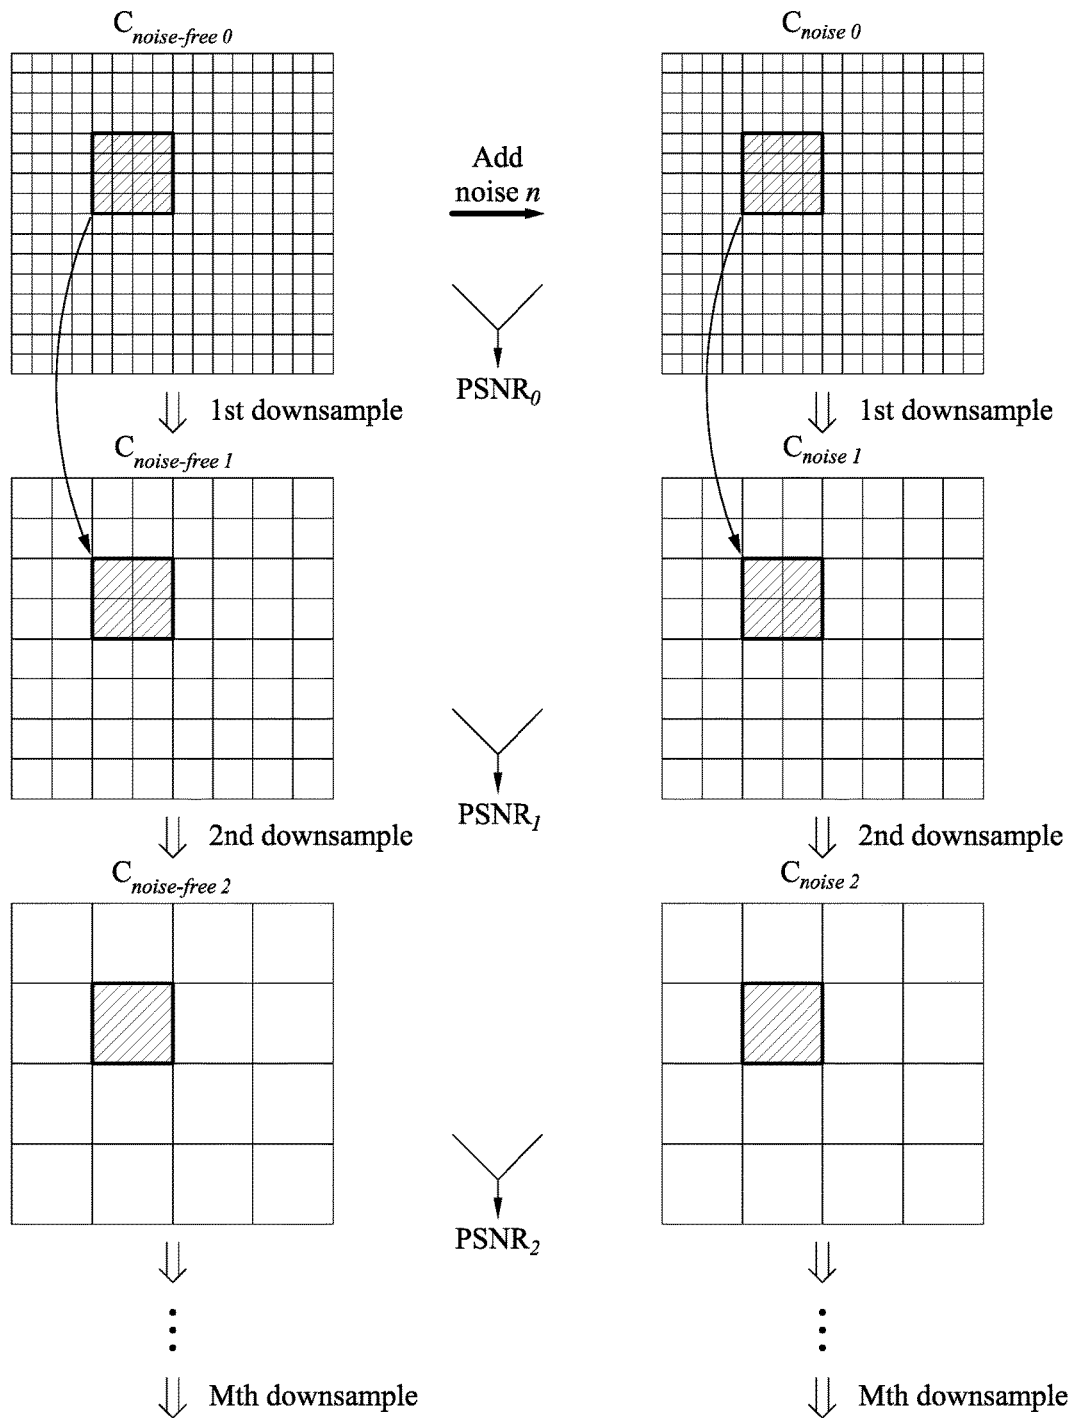 C_noise-free 0
C_noise 0
Add
noise n
PSNR_0
1st downsample
1st downsample
C_noise-free 1
C_noise 1
PSNR_1
2nd downsample
2nd downsample
C_noise-free 2
C_noise 2
PSNR_2
Mth downsample
Mth downsample